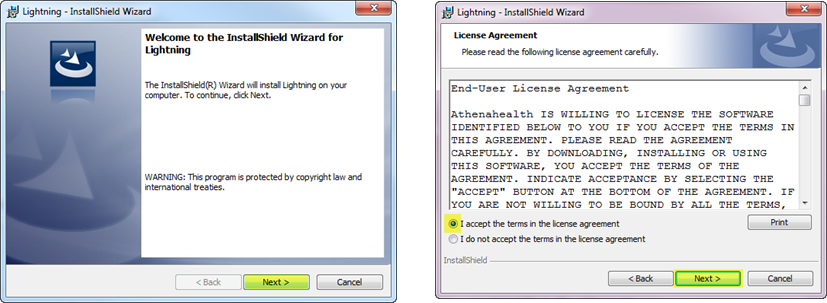 Lightning - InstallShield Wizard
Welcome to the InstallShield Wizard for
Lightning
The InstallShield(R) Wizard will install Lightning on your
computer. To continue, click Next.
WARNING: This program is protected by copyright law and
international treaties.
< Back
Next >
Cancel
Lightning - InstallShield Wizard
License Agreement
Please read the following license agreement carefully.
End-User License Agreement
Athenahealth IS WILLING TO LICENSE THE SOFTWARE
IDENTIFIED BELOW TO YOU IF YOU ACCEPT THE TERMS IN
THIS AGREEMENT. PLEASE READ THE AGREEMENT
CAREFULLY. BY DOWNLOADING, INSTALLING OR USING
THIS SOFTWARE, YOU ACCEPT THE TERMS OF THE
AGREEMENT. INDICATE ACCEPTANCE BY SELECTING THE
"ACCEPT" BUTTON AT THE BOTTOM OF THE AGREEMENT. IF
YOU ARE NOT WILLING TO BE BOUND BY ALL THE TERMS,
I accept the terms in the license agreement
Print
I do not accept the terms in the license agreement
InstallShield
< Back
Next >
Cancel